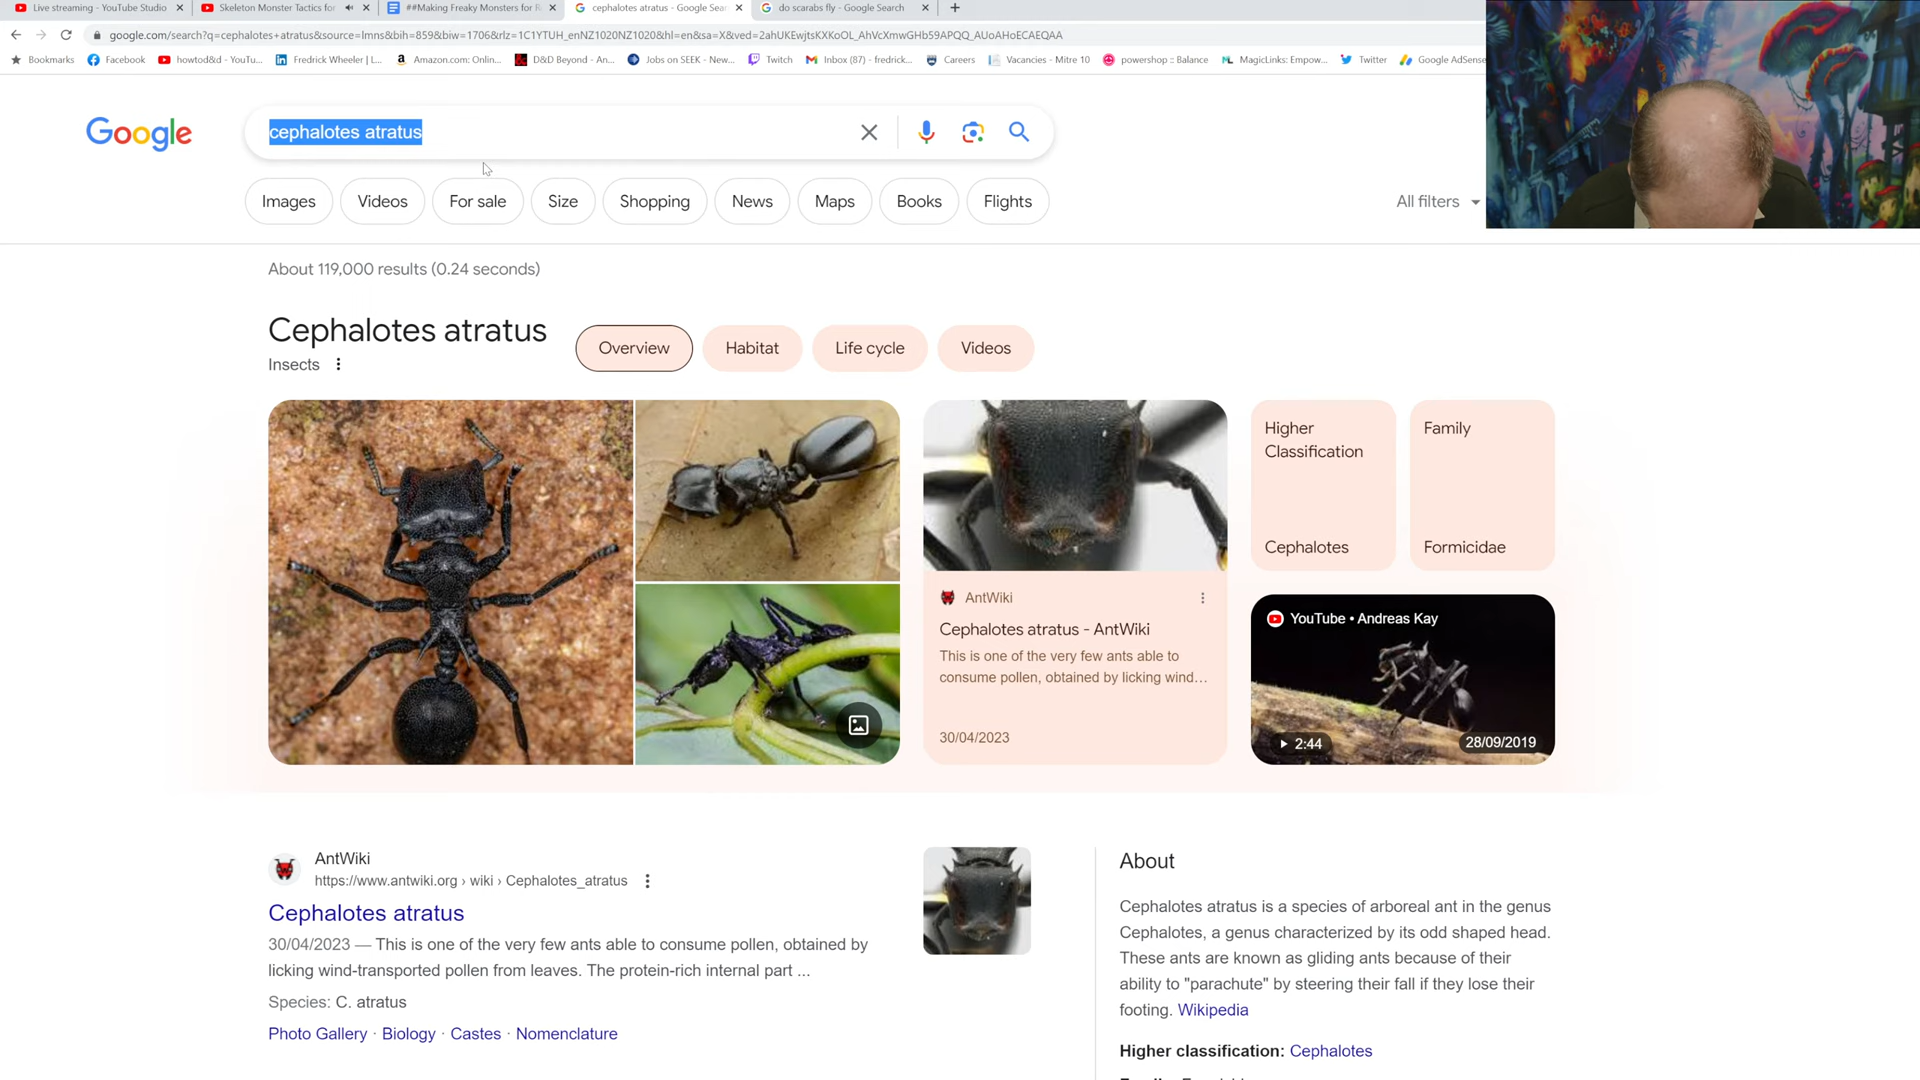 Live streaming - YouTube Studio
Skeleton Monster Tactics for
##Making Freaky Monsters for R
cephalotes atratus - Google Sear
do scarabs fly - Google Search
google.com/search?q=cephalotes+atratus&source=lmns&bih=859&biw=1706&rlz=1C1YTUH_enNZ1020NZ1020&hl=en&sa=X&ved=2ahUKEwjtsKXKoOL_AhVcXmwGHb59APQQ_AUoAHoECAEQAA
Bookmarks Facebook howtod&d - YouTu... Fredrick Wheeler | L... Amazon.com: Onlin... D&D Beyond - An... Jobs on SEEK - New... Twitch Inbox (87) - fredrick... Careers Vacancies - Mitre 10 powershop :: Balance MagicLinks: Empow... Twitter Google AdSense
Google
cephalotes atratus
Images Videos For sale Size Shopping News Maps Books Flights
All filters
About 119,000 results (0.24 seconds)
Cephalotes atratus
Insects
Overview Habitat Life cycle Videos
AntWiki
Cephalotes atratus - AntWiki
This is one of the very few ants able to
consume pollen, obtained by licking wind...
30/04/2023
Higher
Classification
Cephalotes
Family
Formicidae
YouTube • Andreas Kay
2:44
28/09/2019
AntWiki
https://www.antwiki.org › wiki › Cephalotes_atratus
Cephalotes atratus
30/04/2023 — This is one of the very few ants able to consume pollen, obtained by
licking wind-transported pollen from leaves. The protein-rich internal part ...
Species: C. atratus
Photo Gallery · Biology · Castes · Nomenclature
About
Cephalotes atratus is a species of arboreal ant in the genus
Cephalotes, a genus characterized by its odd shaped head.
These ants are known as gliding ants because of their
ability to "parachute" by steering their fall if they lose their
footing. Wikipedia
Higher classification: Cephalotes